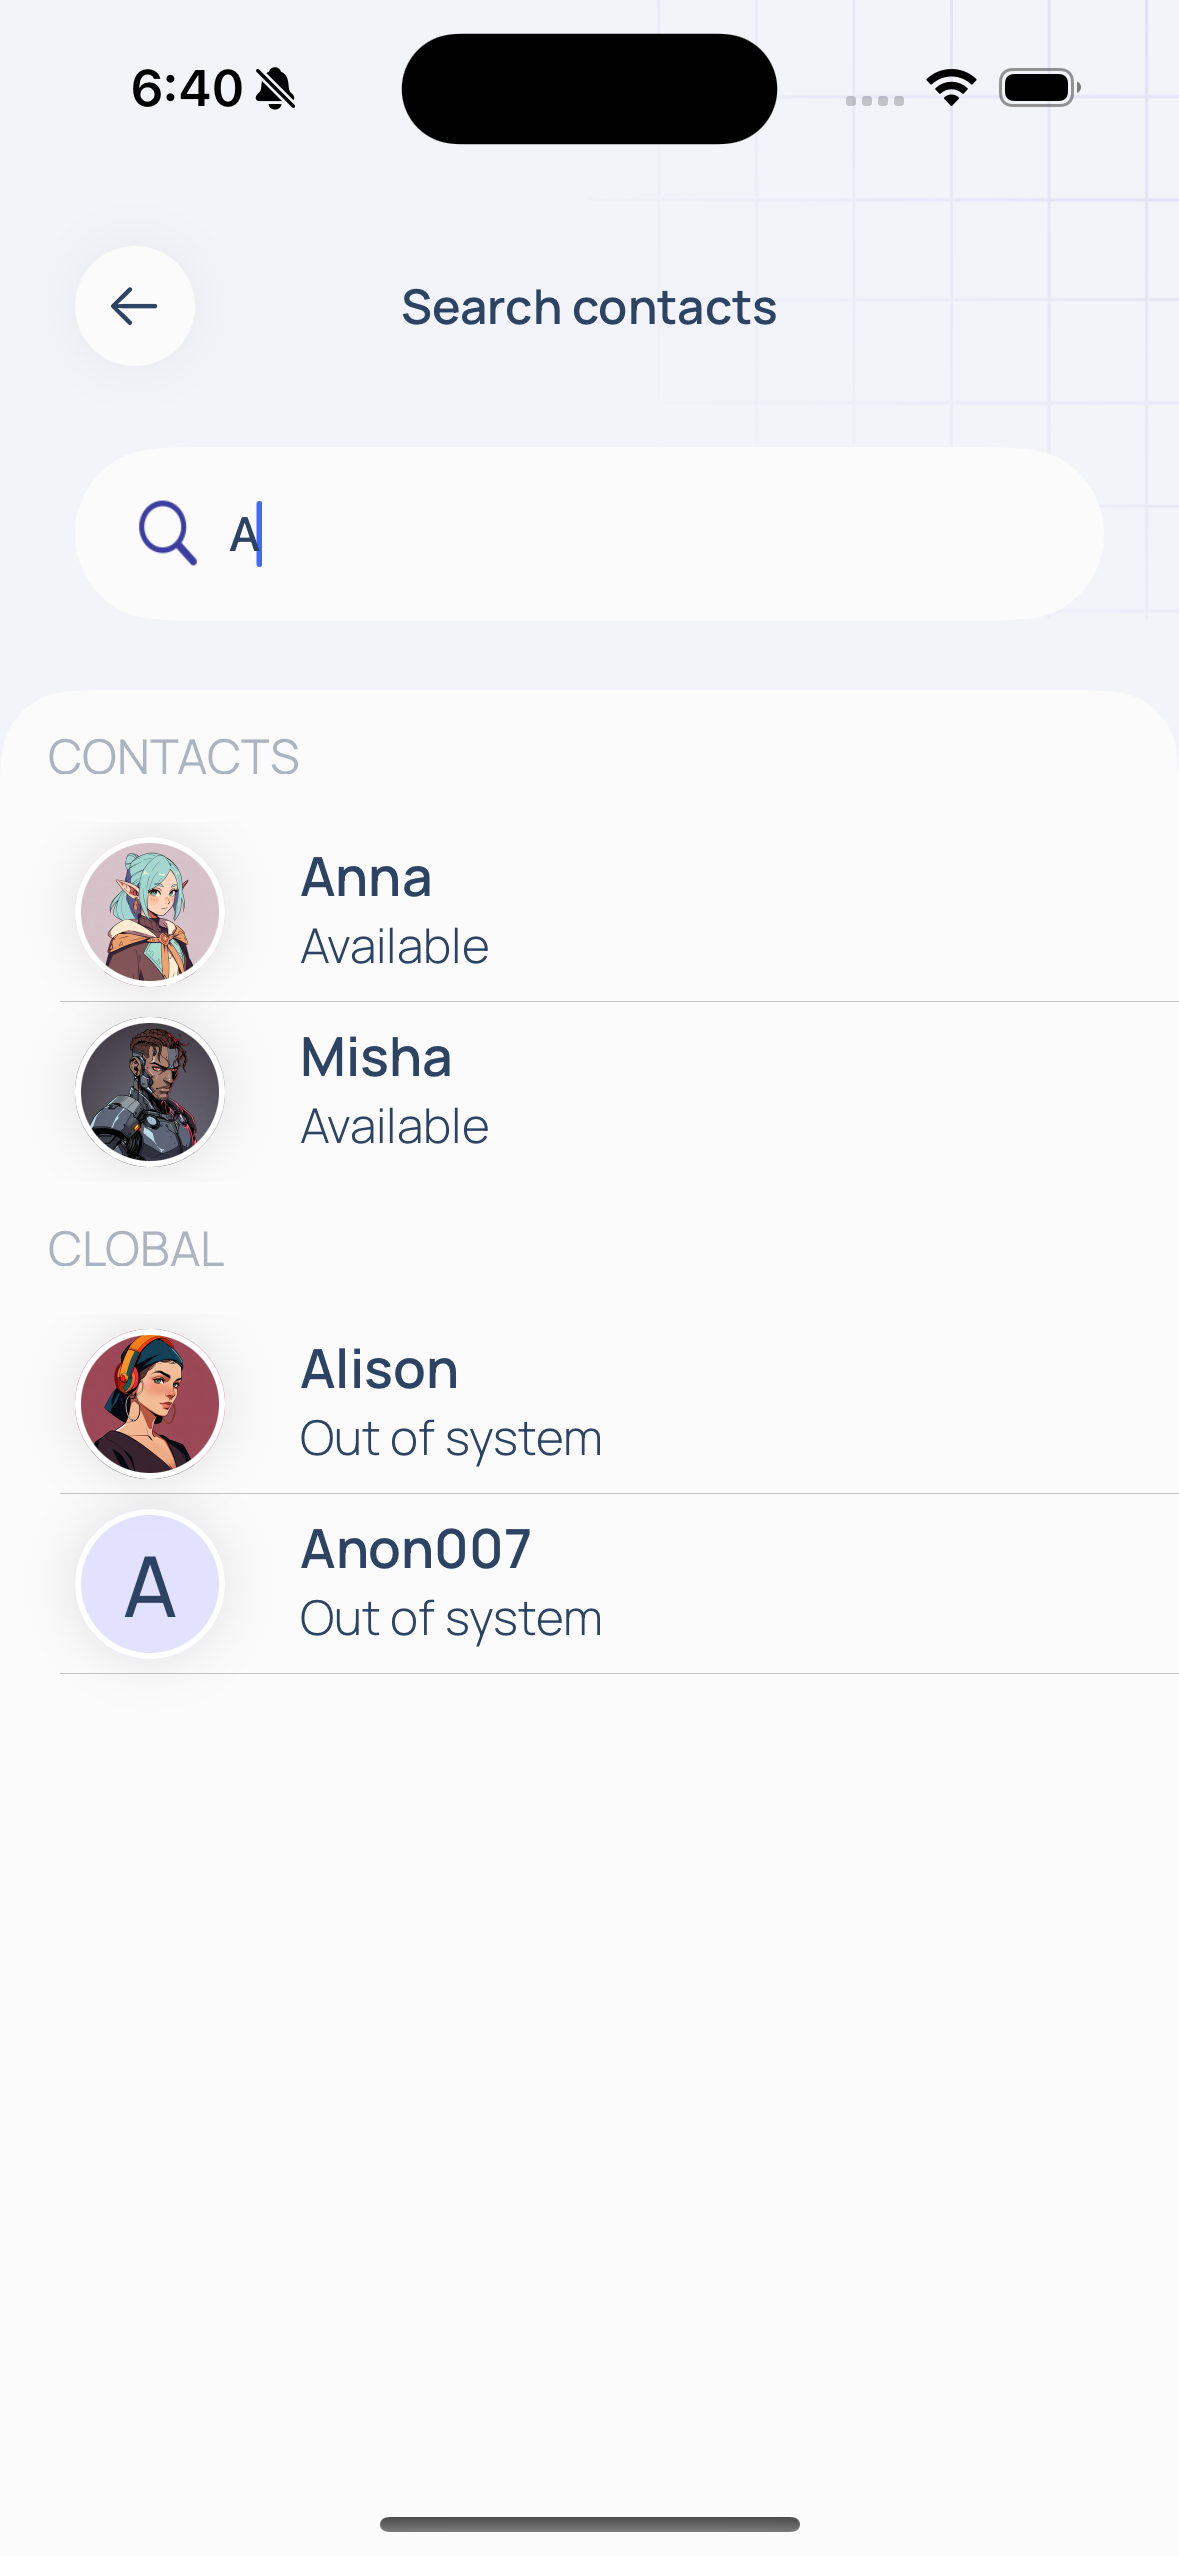 6:40
Search contacts
A
CONTACTS
Anna
Available
Misha
Available
CLOBAL
Alison
Out of system
A
Anon007
Out of system